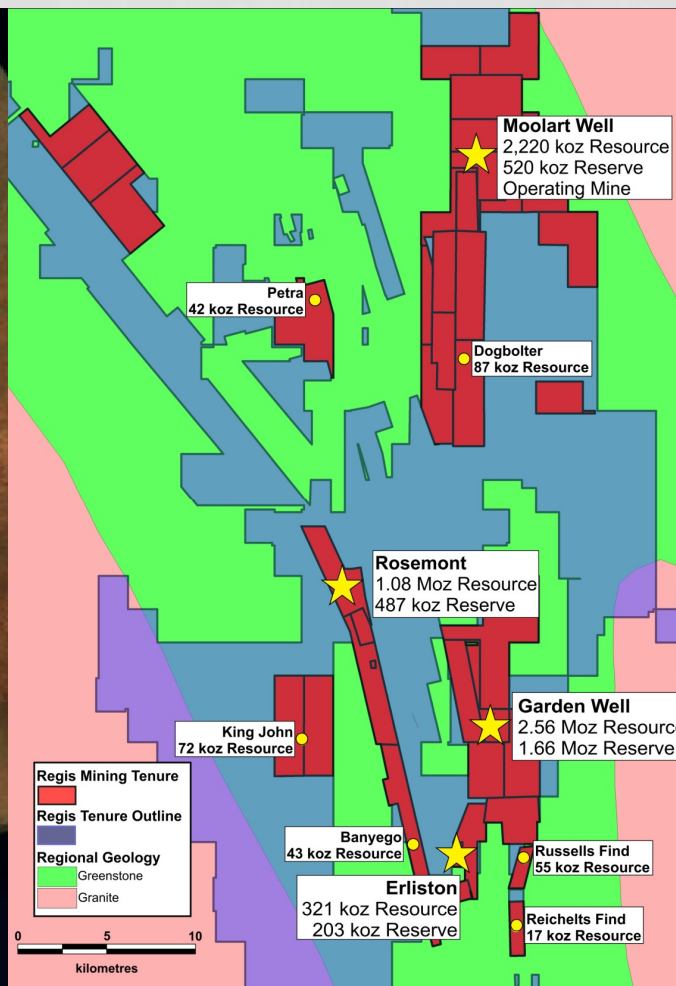 Moolart Well
2,220 koz Resource
520 koz Reserve
Operating Mine
Petra
42 koz Resource
Dogbolter
87 koz Resource
Rosemont
1.08 Moz Resource
487 koz Reserve
Garden Well
2.56 Moz Resourc
1.66 Moz Reserve
King John
72 koz Resource
Regis Mining Tenure
Regis Tenure Outline
Regional Geology
Greenstone
Granite
Banyego
43 koz Resource
Erliston
321 koz Resource
203 koz Reserve
Russells Find
55 koz Resource
Reichelts Find
17 koz Resource
0 5 10
kilometres